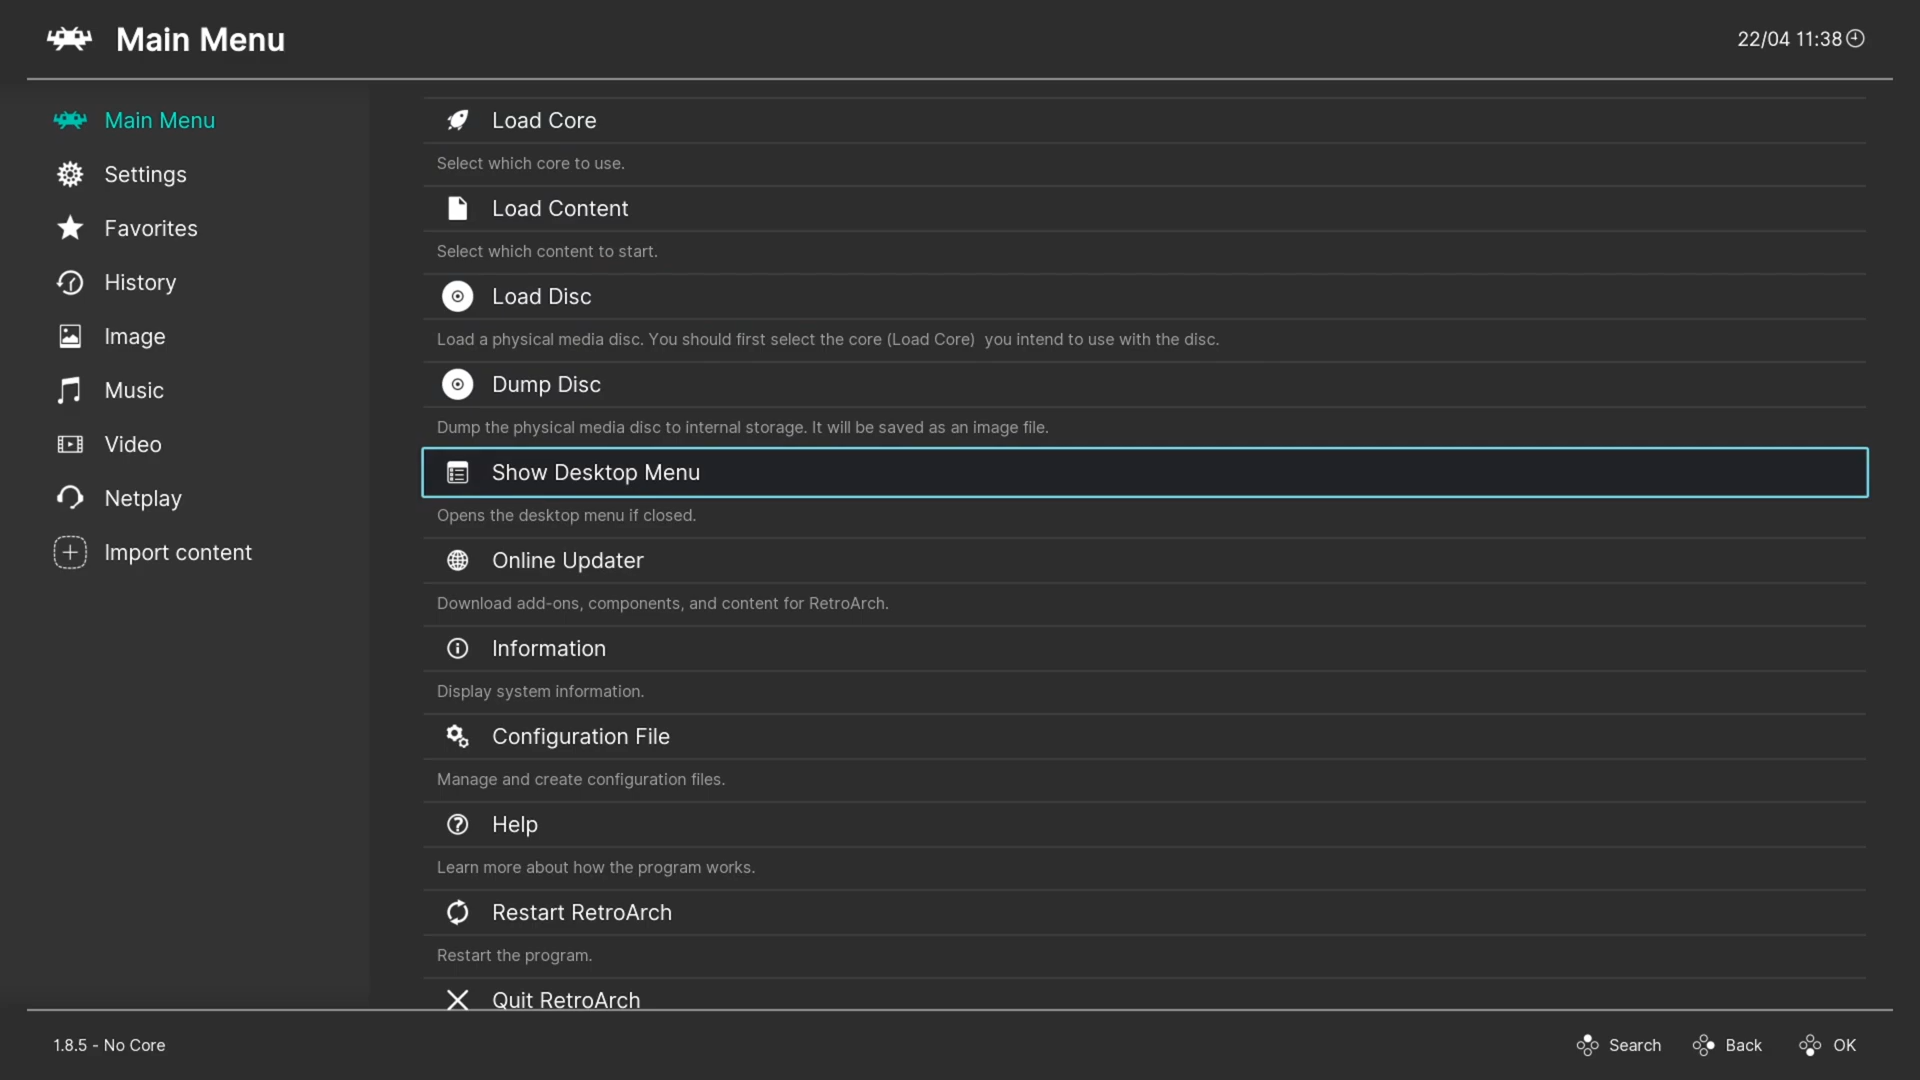 Main Menu
22/04 11:38
Main Menu
Settings
Favorites
History
Image
Music
Video
Netplay
Import content
Load Core
Select which core to use.
Load Content
Select which content to start.
Load Disc
Load a physical media disc. You should first select the core (Load Core)  you intend to use with the disc.
Dump Disc
Dump the physical media disc to internal storage. It will be saved as an image file.
Show Desktop Menu
Opens the desktop menu if closed.
Online Updater
Download add-ons, components, and content for RetroArch.
Information
Display system information.
Configuration File
Manage and create configuration files.
Help
Learn more about how the program works.
Restart RetroArch
Restart the program.
Quit RetroArch
1.8.5 - No Core
Search
Back
OK